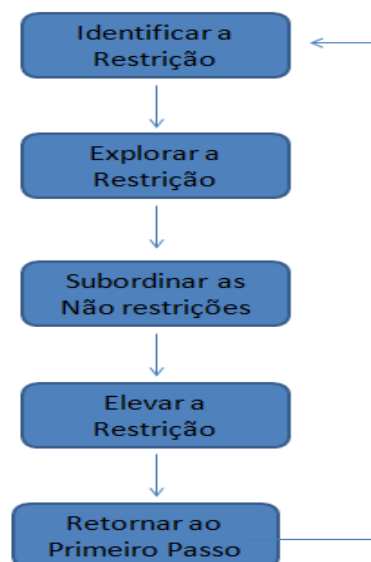 Identificar a
Restrição
Explorar a
Restrição
Subordinar as
Não restrições
Elevar a
Restrição
Retornar ao
Primeiro Passo